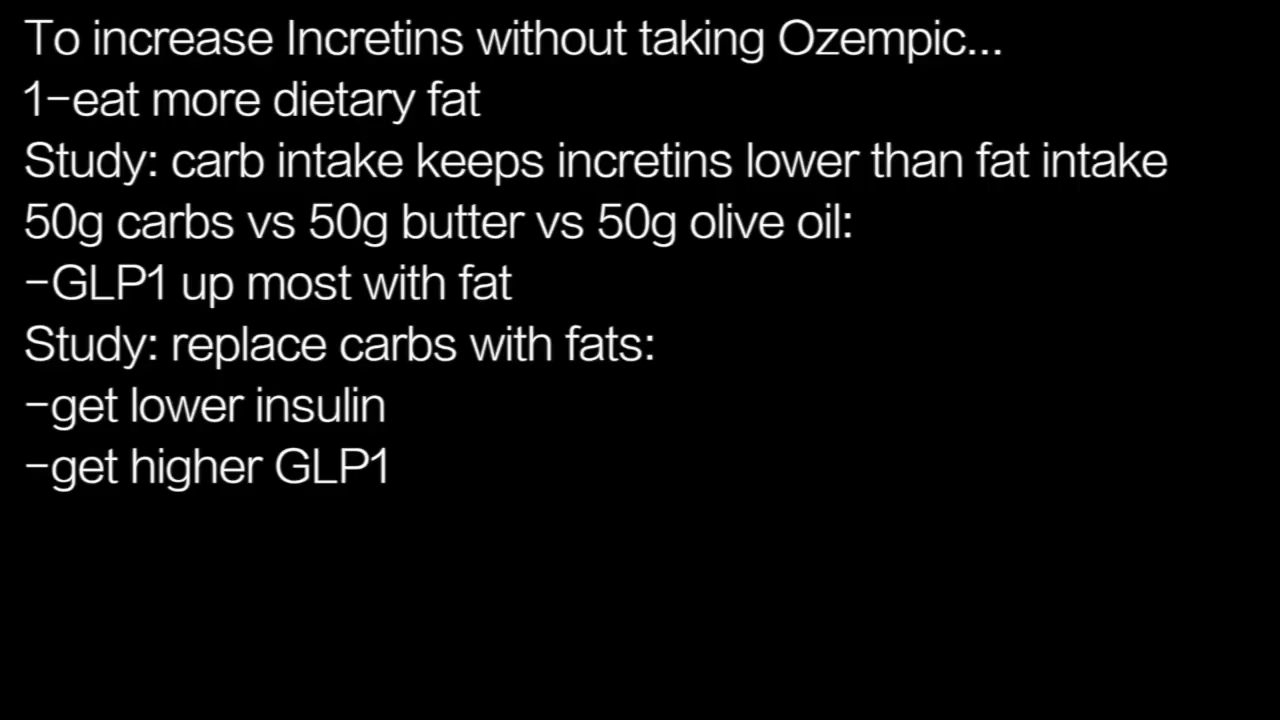 To increase Incretins without taking Ozempic...
1-eat more dietary fat
Study: carb intake keeps incretins lower than fat intake
50g carbs vs 50g butter vs 50g olive oil:
-GLP1 up most with fat
Study: replace carbs with fats:
-get lower insulin
-get higher GLP1